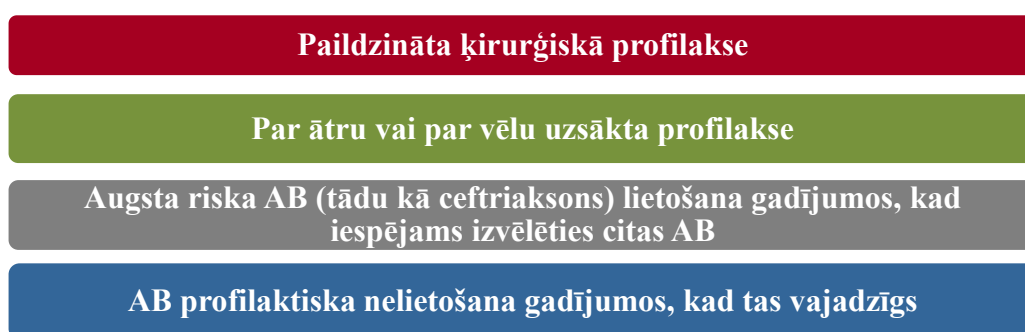 Paildzināta ķirurģiskā profilakse
Par ātru vai par vēlu uzsākta profilakse
Augsta riska AB (tādu kā ceftriaksons) lietošana gadījumos, kad
iespējams izvēlēties citas AB
AB profilaktiska nelietošana gadījumos, kad tas vajadzīgs